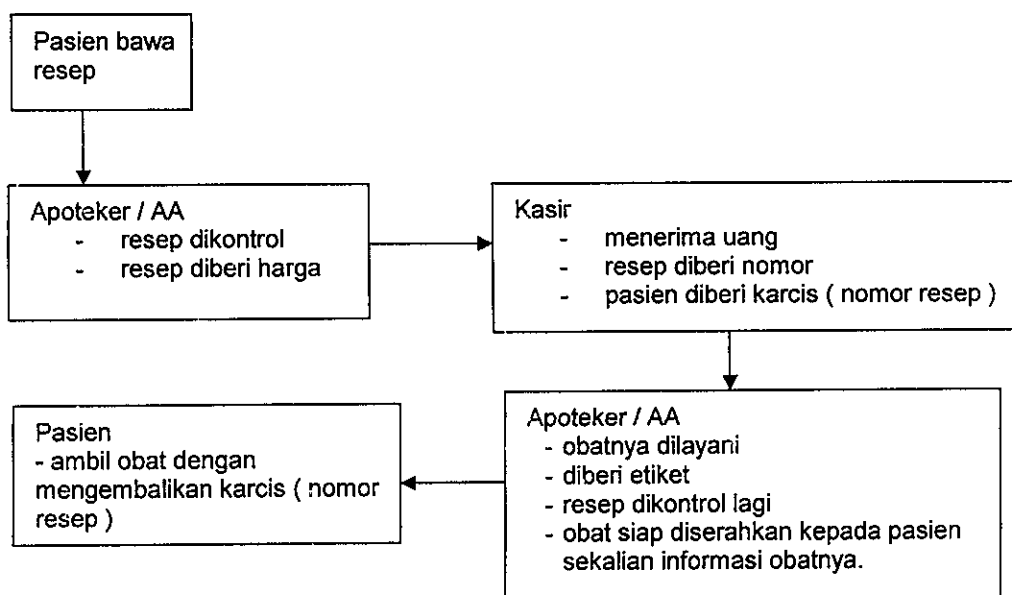 Pasien bawa
resep
Apoteker / AA
- resep dikontrol
- resep diberi harga
Kasir
- menerima uang
- resep diberi nomor
- pasien diberi karcis ( nomor resep )
Apoteker / AA
- obatnya dilayani
- diberi etiket
- resep dikontrol lagi
- obat siap diserahkan kepada pasien
sekalian informasi obatnya.
Pasien
- ambil obat dengan
mengembalikan karcis ( nomor
resep )